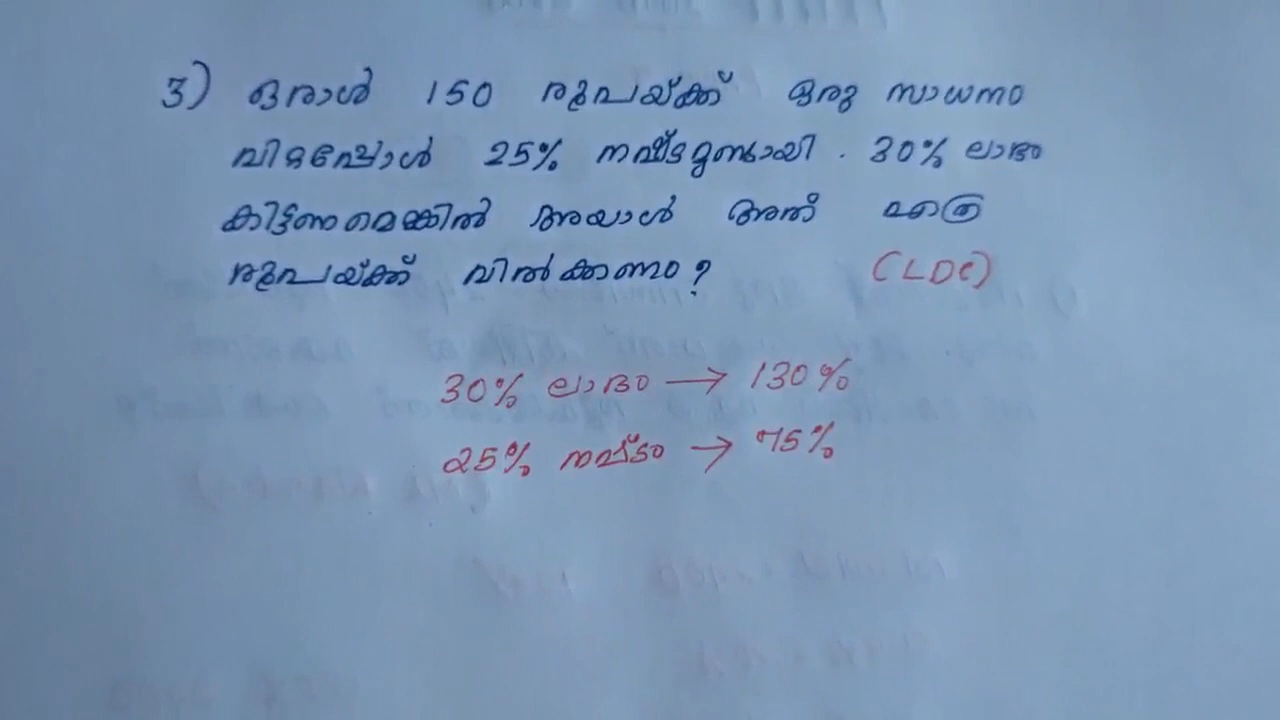 3) ഒരാൾ 150 രൂപയ്ക്ക് ഒരു സാധനം
വിറ്റപ്പോൾ 25% നഷ്ടമുണ്ടായി. 30% ലാഭം
കിട്ടണമെങ്കിൽ അയാൾ അത് എത്ര
രൂപയ്ക്ക് വിൽക്കണം? (LDC)
30% ലാഭം → 130%
25% നഷ്ടം → 75%